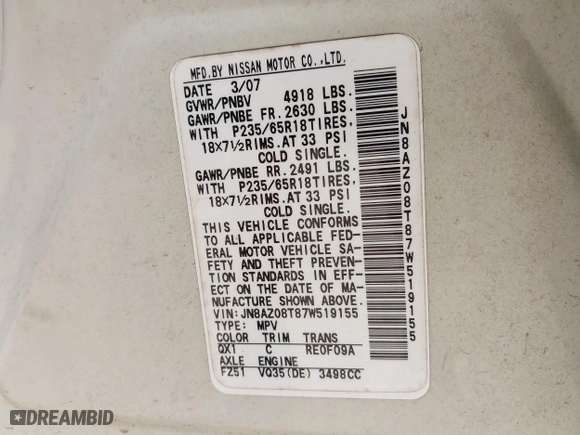 MFD.BY NISSAN MOTOR CO.,LTD.
DATE 3/07
GVWR/PNBV 4918 LBS.
GAWR/PNBE FR. 2630 LBS.
WITH P235/65R18TIRES,
18X7½RIMS.AT 33 PSI
COLD SINGLE.
GAWR/PNBE RR. 2491 LBS.
WITH P235/65R18TIRES,
18X7½RIMS.AT 33 PSI
COLD SINGLE.
THIS VEHICLE CONFORMS
TO ALL APPLICABLE FED-
ERAL MOTOR VEHICLE SA-
FETY AND THEFT PREVEN-
TION STANDARDS IN EFF-
ECT ON THE DATE OF MA-
NUFACTURE SHOWN ABOVE.
VIN:JN8AZ08T87W519155
TYPE: MPV
COLOR TRIM TRANS
QX1 C RE0F09A
AXLE ENGINE
FZ51 VQ35(DE) 3498CC
JN8AZ08T87W519155
DREAMBID